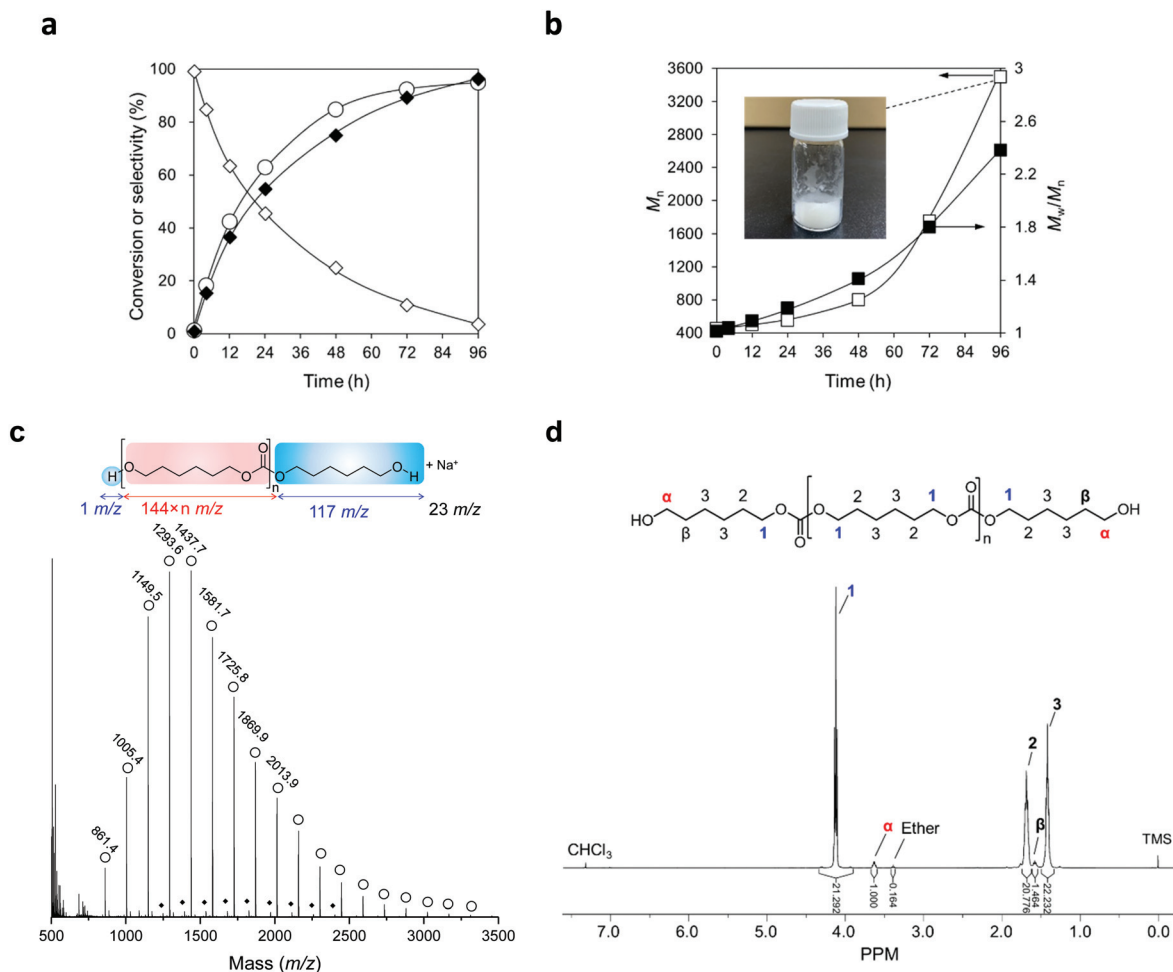 a
Conversion or selectivity (%)
100
80
60
40
20
0
0 12 24 36 48 60 72 84 96
Time (h)
b
Mn
3600
3200
2800
2400
2000
1600
1200
800
400
3
2.6
2.2
1.8
1.4
1
Mw/Mn
0 12 24 36 48 60 72 84 96
Time (h)
c
H O O O n O O H + Na+
1 m/z 144×n m/z 117 m/z 23 m/z
861.4
1005.4
1149.5
1293.6
1437.7
1581.7
1725.8
1869.9
2013.9
500 1000 1500 2000 2500 3000 3500
Mass (m/z)
d
α 3 2 O 1 3 2 O 1 3 β
HO O O O O n O OH
β 3 1 O 1 2 3 2 1 2 3 α
1
2
3
β
α
Ether
CHCl3
TMS
21.292
1.000
0.164
20.776
1.464
22.232
7.0 6.0 5.0 4.0 3.0 2.0 1.0 0.0
PPM